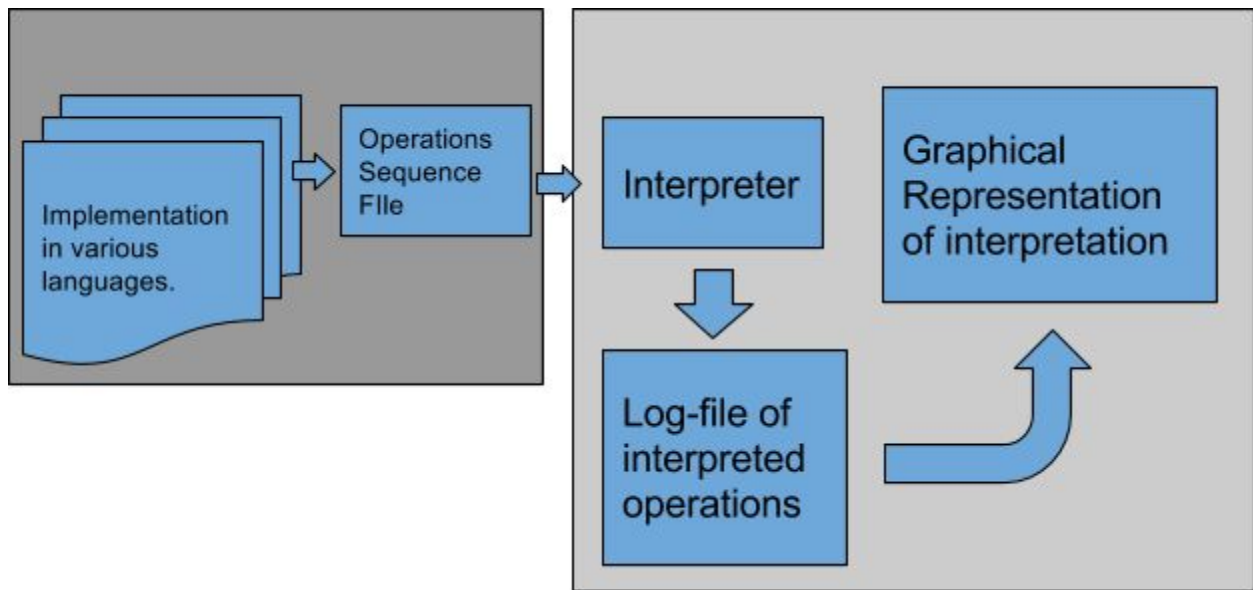 Implementation
in various
languages.
Operations
Sequence
FIle
Interpreter
Log-file of
interpreted
operations
Graphical
Representation
of interpretation